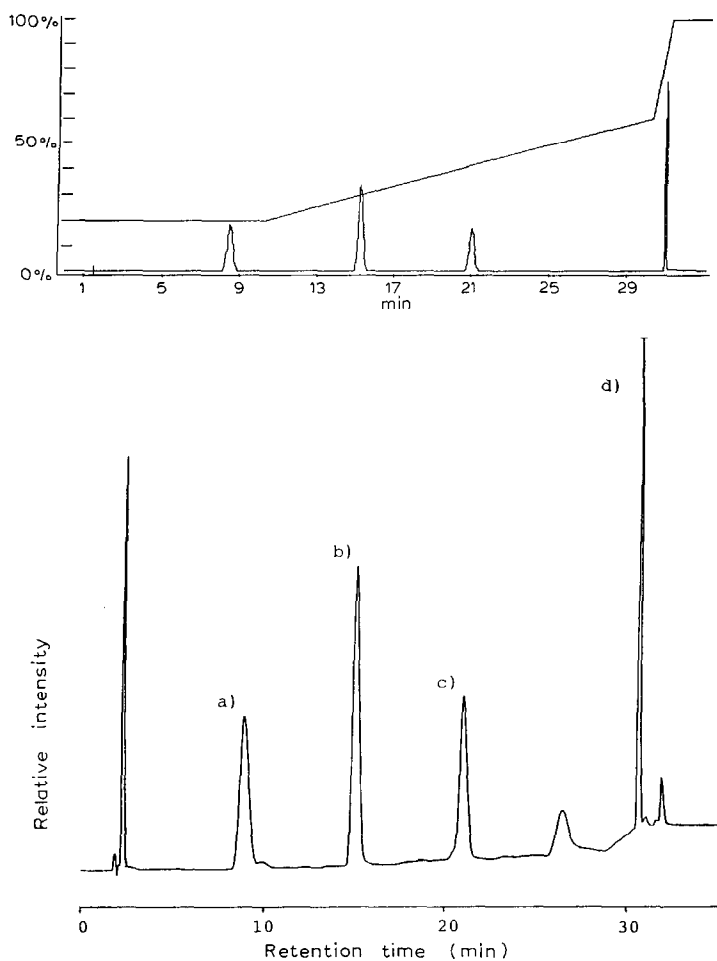 100%
50%
0%
1 5 9 13 17 21 25 29
min
d)
b)
a)
c)
Relative intensity
0 10 20 30
Retention time (min)